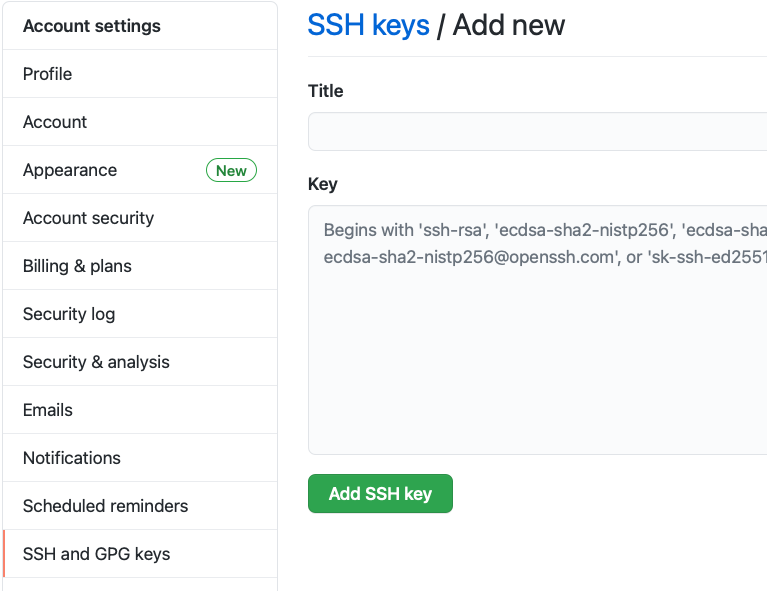 Account settings
Profile
Account
Appearance New
Account security
Billing & plans
Security log
Security & analysis
Emails
Notifications
Scheduled reminders
SSH and GPG keys
SSH keys / Add new
Title
Key
Begins with 'ssh-rsa', 'ecdsa-sha2-nistp256', 'ecdsa-sha
ecdsa-sha2-nistp256@openssh.com', or 'sk-ssh-ed2551
Add SSH key